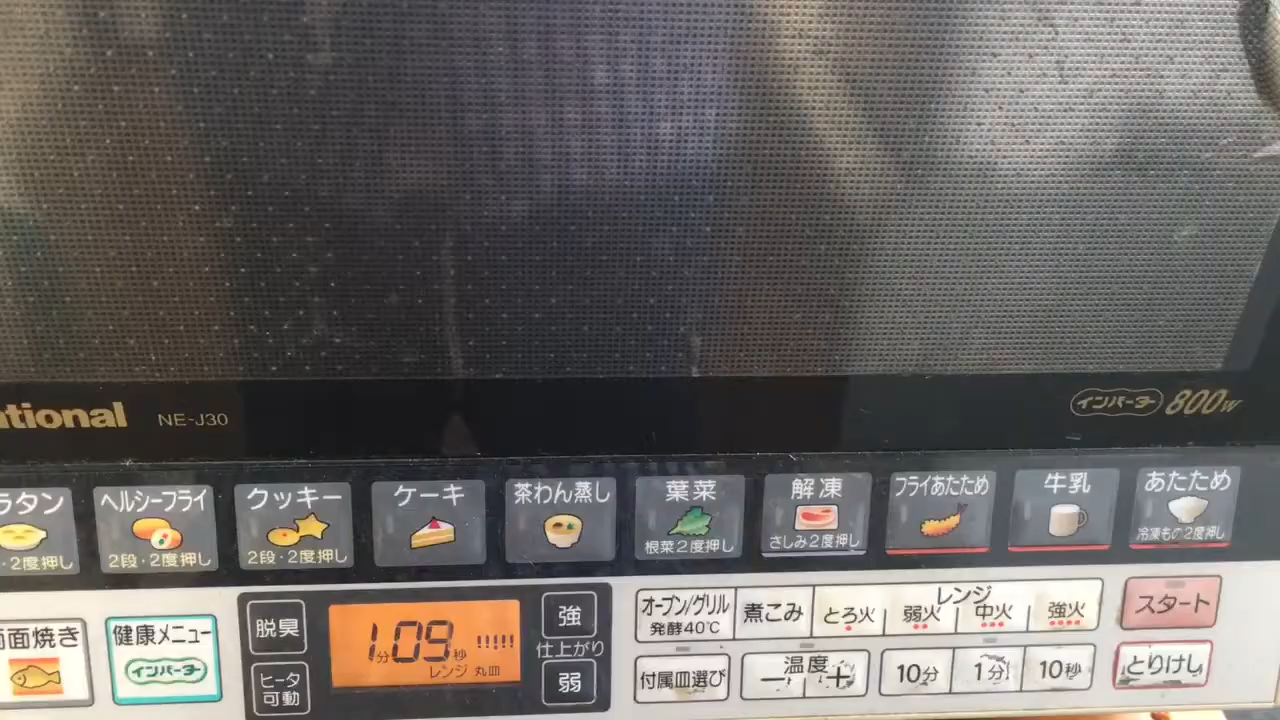 ational NE-J30
インバーター 800W
ラタン
・2度押し
ヘルシーフライ
2段・2度押し
クッキー
2段・2度押し
ケーキ
茶わん蒸し
葉菜
根菜2度押し
解凍
さしみ2度押し
フライあたため
牛乳
あたため
冷凍もの2度押し
面焼き
健康メニュー
インバーター
脱臭
ヒータ
可動
1分09秒
レンジ 丸皿
強
仕上がり
弱
オーブン/グリル
発酵40℃
煮こみ
レンジ
とろ火
弱火
中火
強火
スタート
付属皿選び
温度
− +
10分
1分
10秒
とりけし